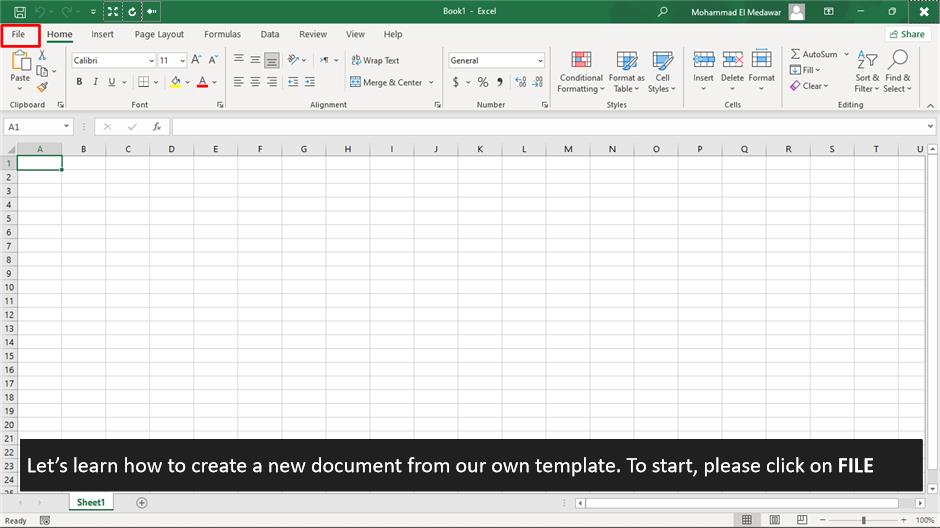 Book1 - Excel
Mohammad El Medawar
File Home Insert Page Layout Formulas Data Review View Help Share
Paste
Calibri 11
B I U
A A
Wrap Text
Merge & Center
General
$ % 9
Conditional Formatting
Format as Table
Cell Styles
Insert Delete Format
AutoSum
Fill
Clear
Sort & Filter
Find & Select
Clipboard Font Alignment Number Styles Cells Editing
A1 fx
A B C D E F G H I J K L M N O P Q R S T U
1
2
3
4
5
6
7
8
9
10
11
12
13
14
15
16
17
18
19
20
21
22
23
24
25
Let's learn how to create a new document from our own template. To start, please click on FILE
Sheet1
Ready 100%